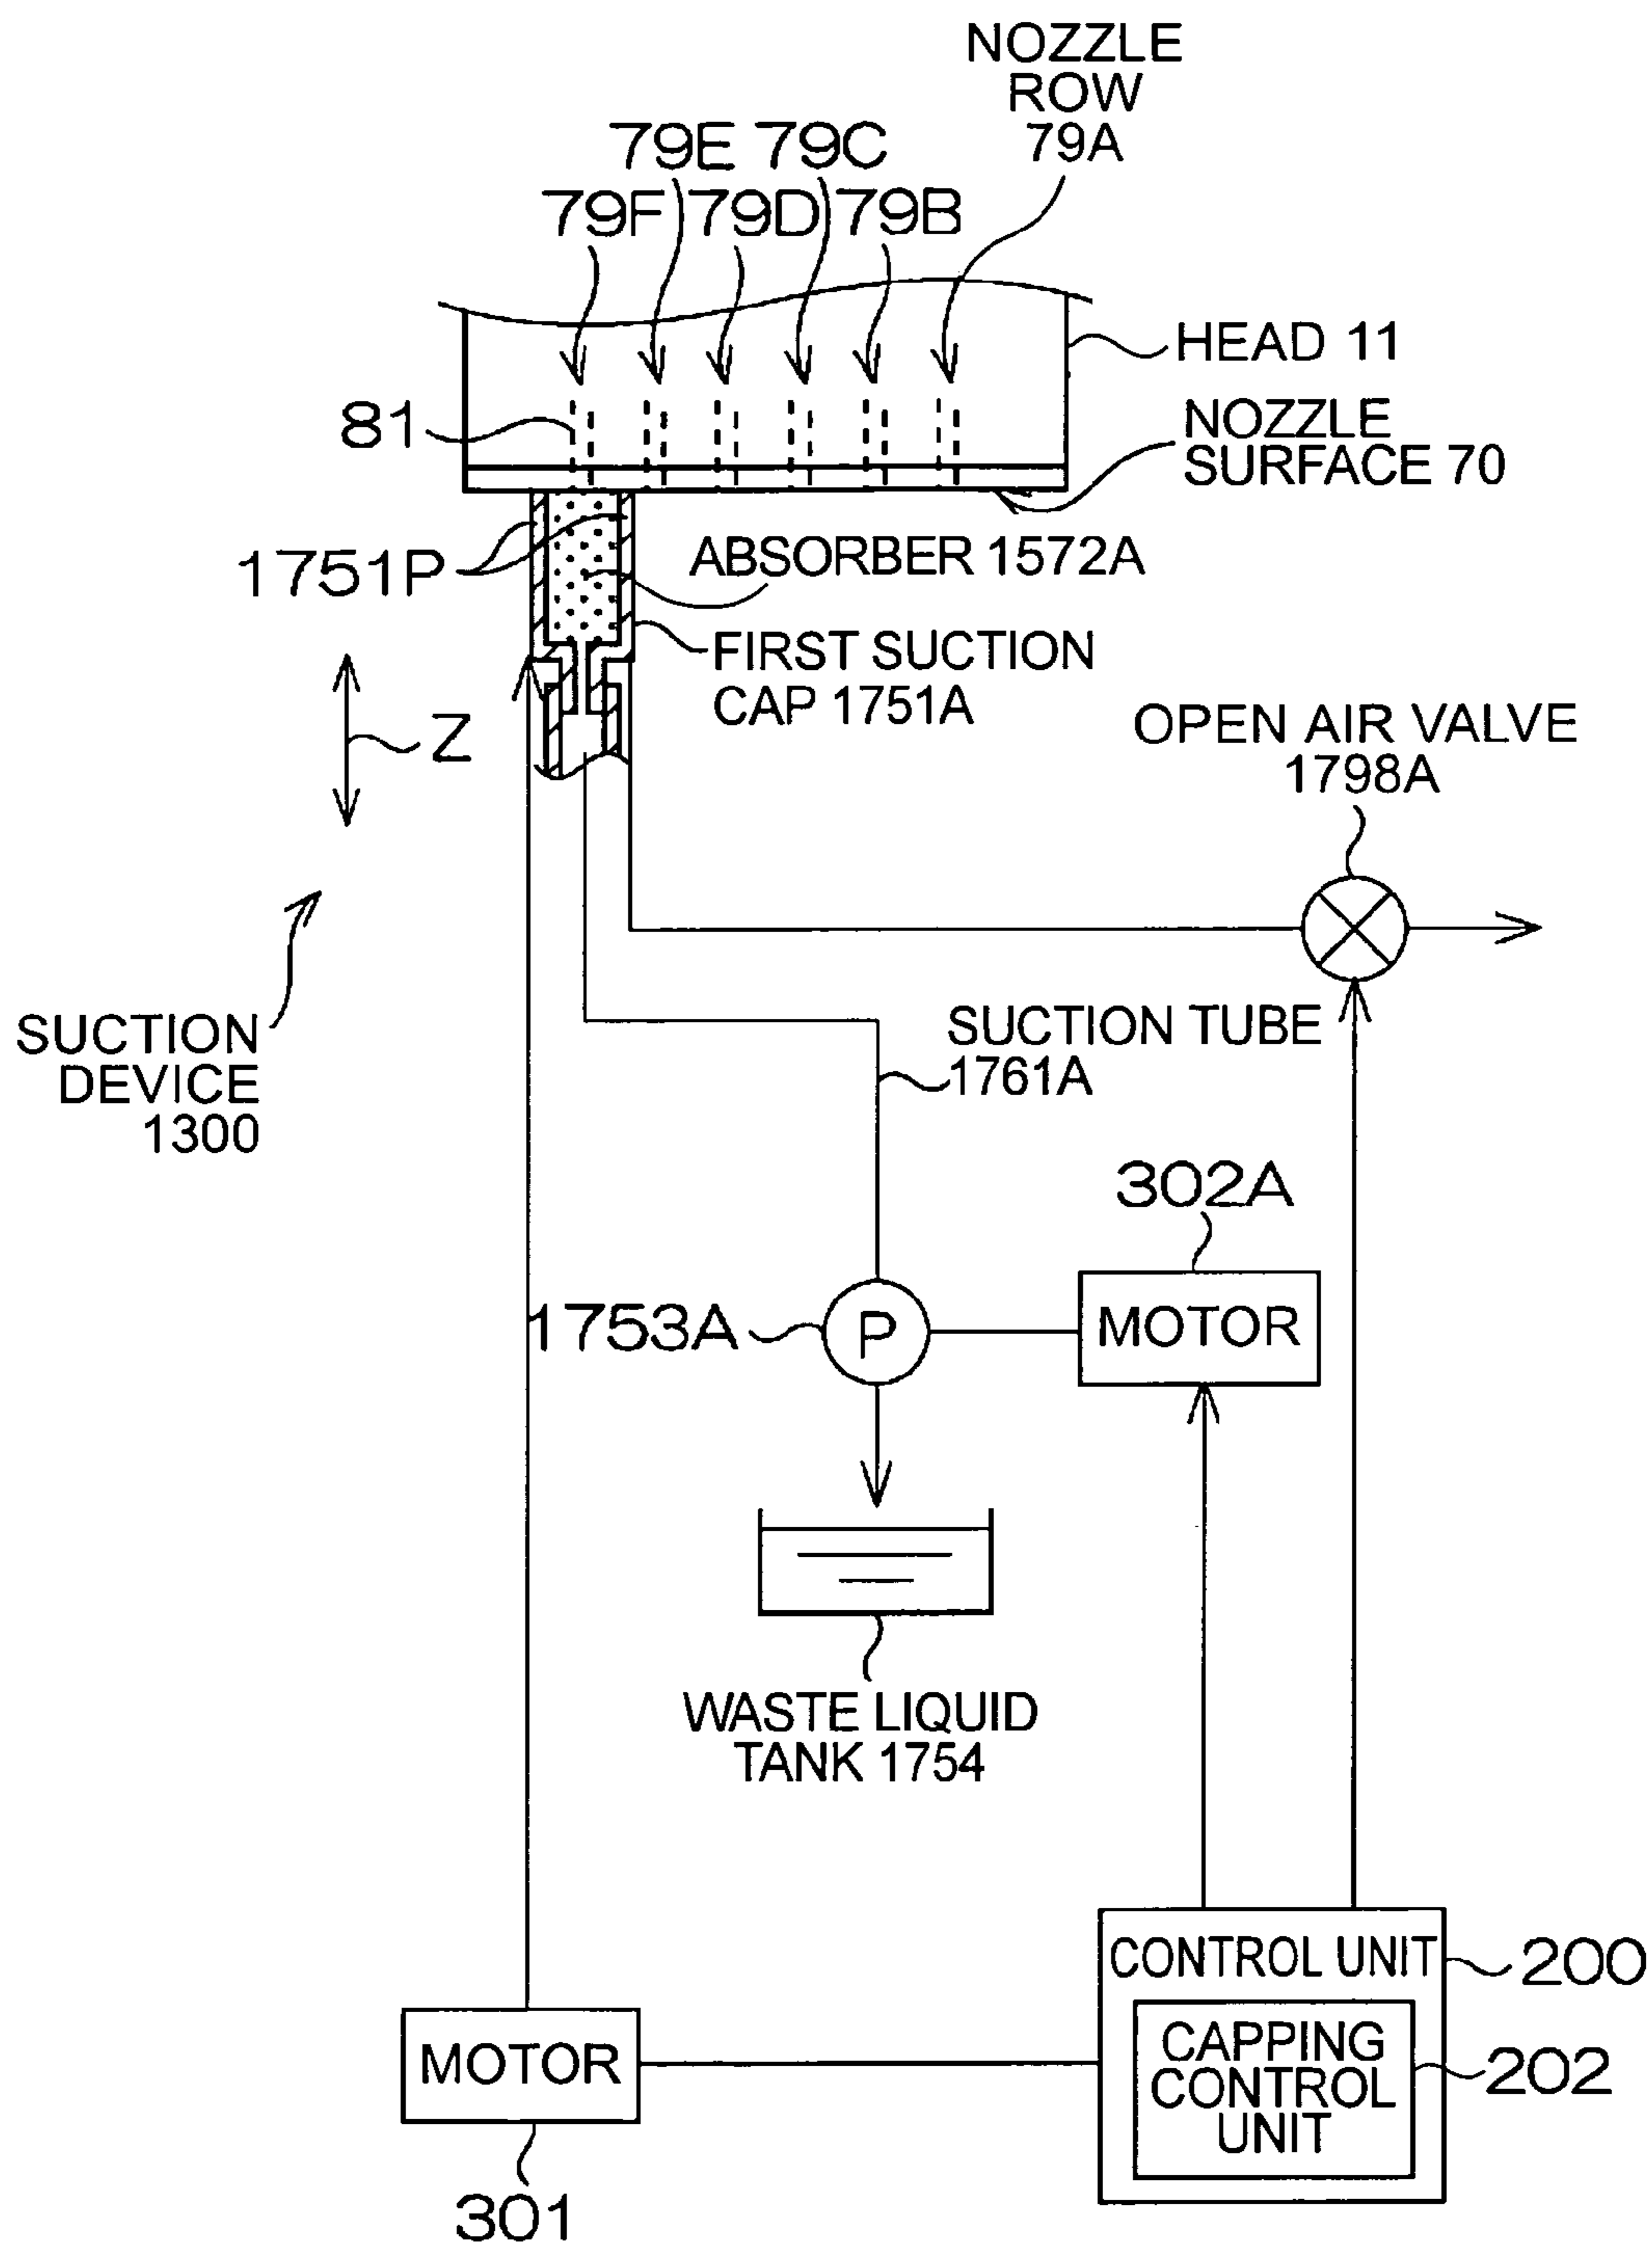 NOZZLE
ROW
79A
79E 79C
79F 79D 79B
HEAD 11
81
NOZZLE
SURFACE 70
1751P
ABSORBER 1572A
FIRST SUCTION
CAP 1751A
Z
OPEN AIR VALVE
1798A
SUCTION
DEVICE
1300
SUCTION TUBE
1761A
302A
1753A
P
MOTOR
WASTE LIQUID
TANK 1754
CONTROL UNIT
200
CAPPING
CONTROL
UNIT
202
MOTOR
301